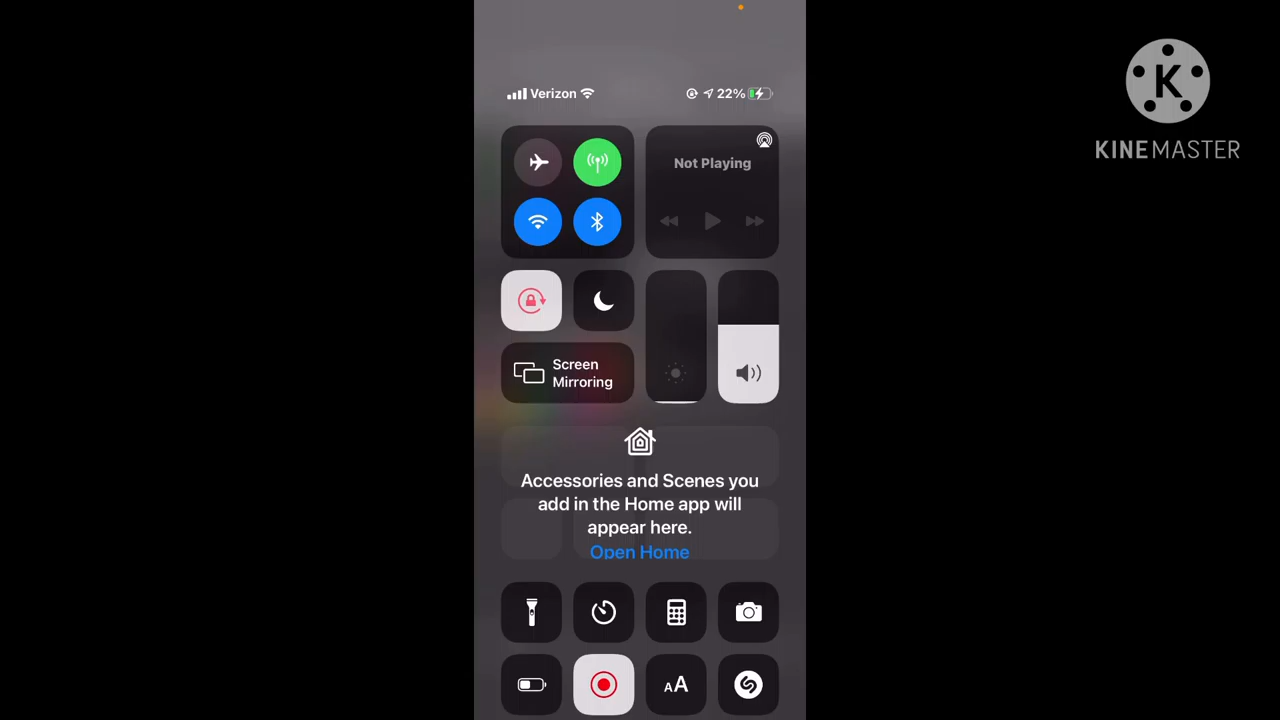 Verizon 22%
Not Playing
Screen
Mirroring
Accessories and Scenes you
add in the Home app will
appear here.
Open Home
AA
K
KINEMASTER